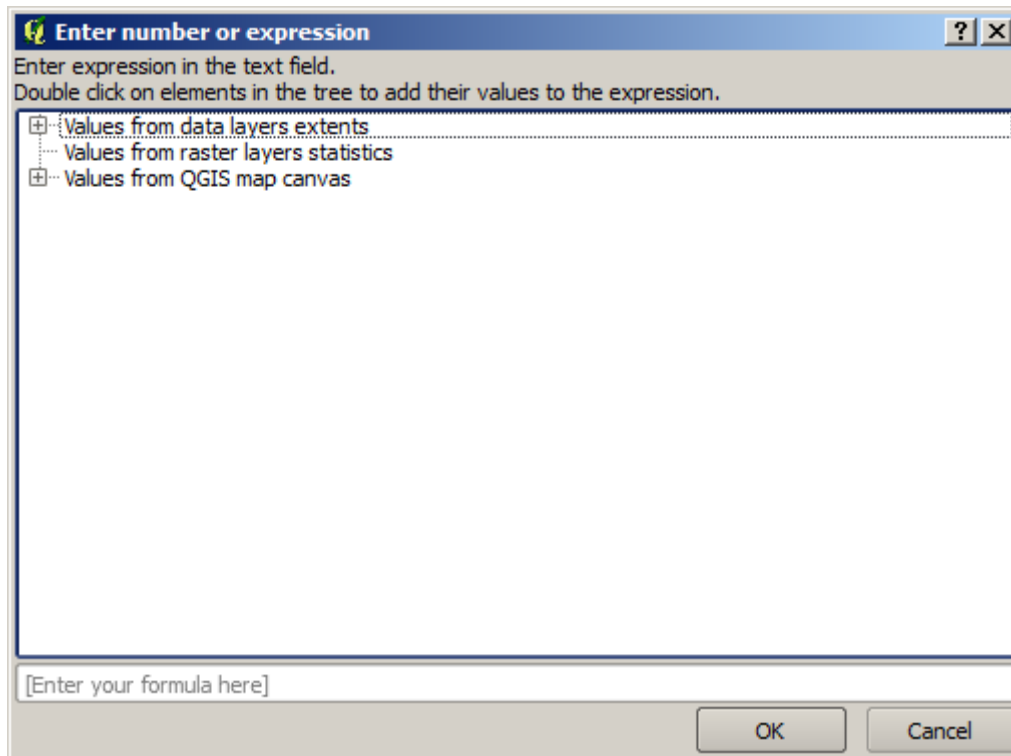 Enter number or expression
Enter expression in the text field.
Double click on elements in the tree to add their values to the expression.
Values from data layers extents
Values from raster layers statistics
Values from QGIS map canvas
[Enter your formula here]
OK Cancel